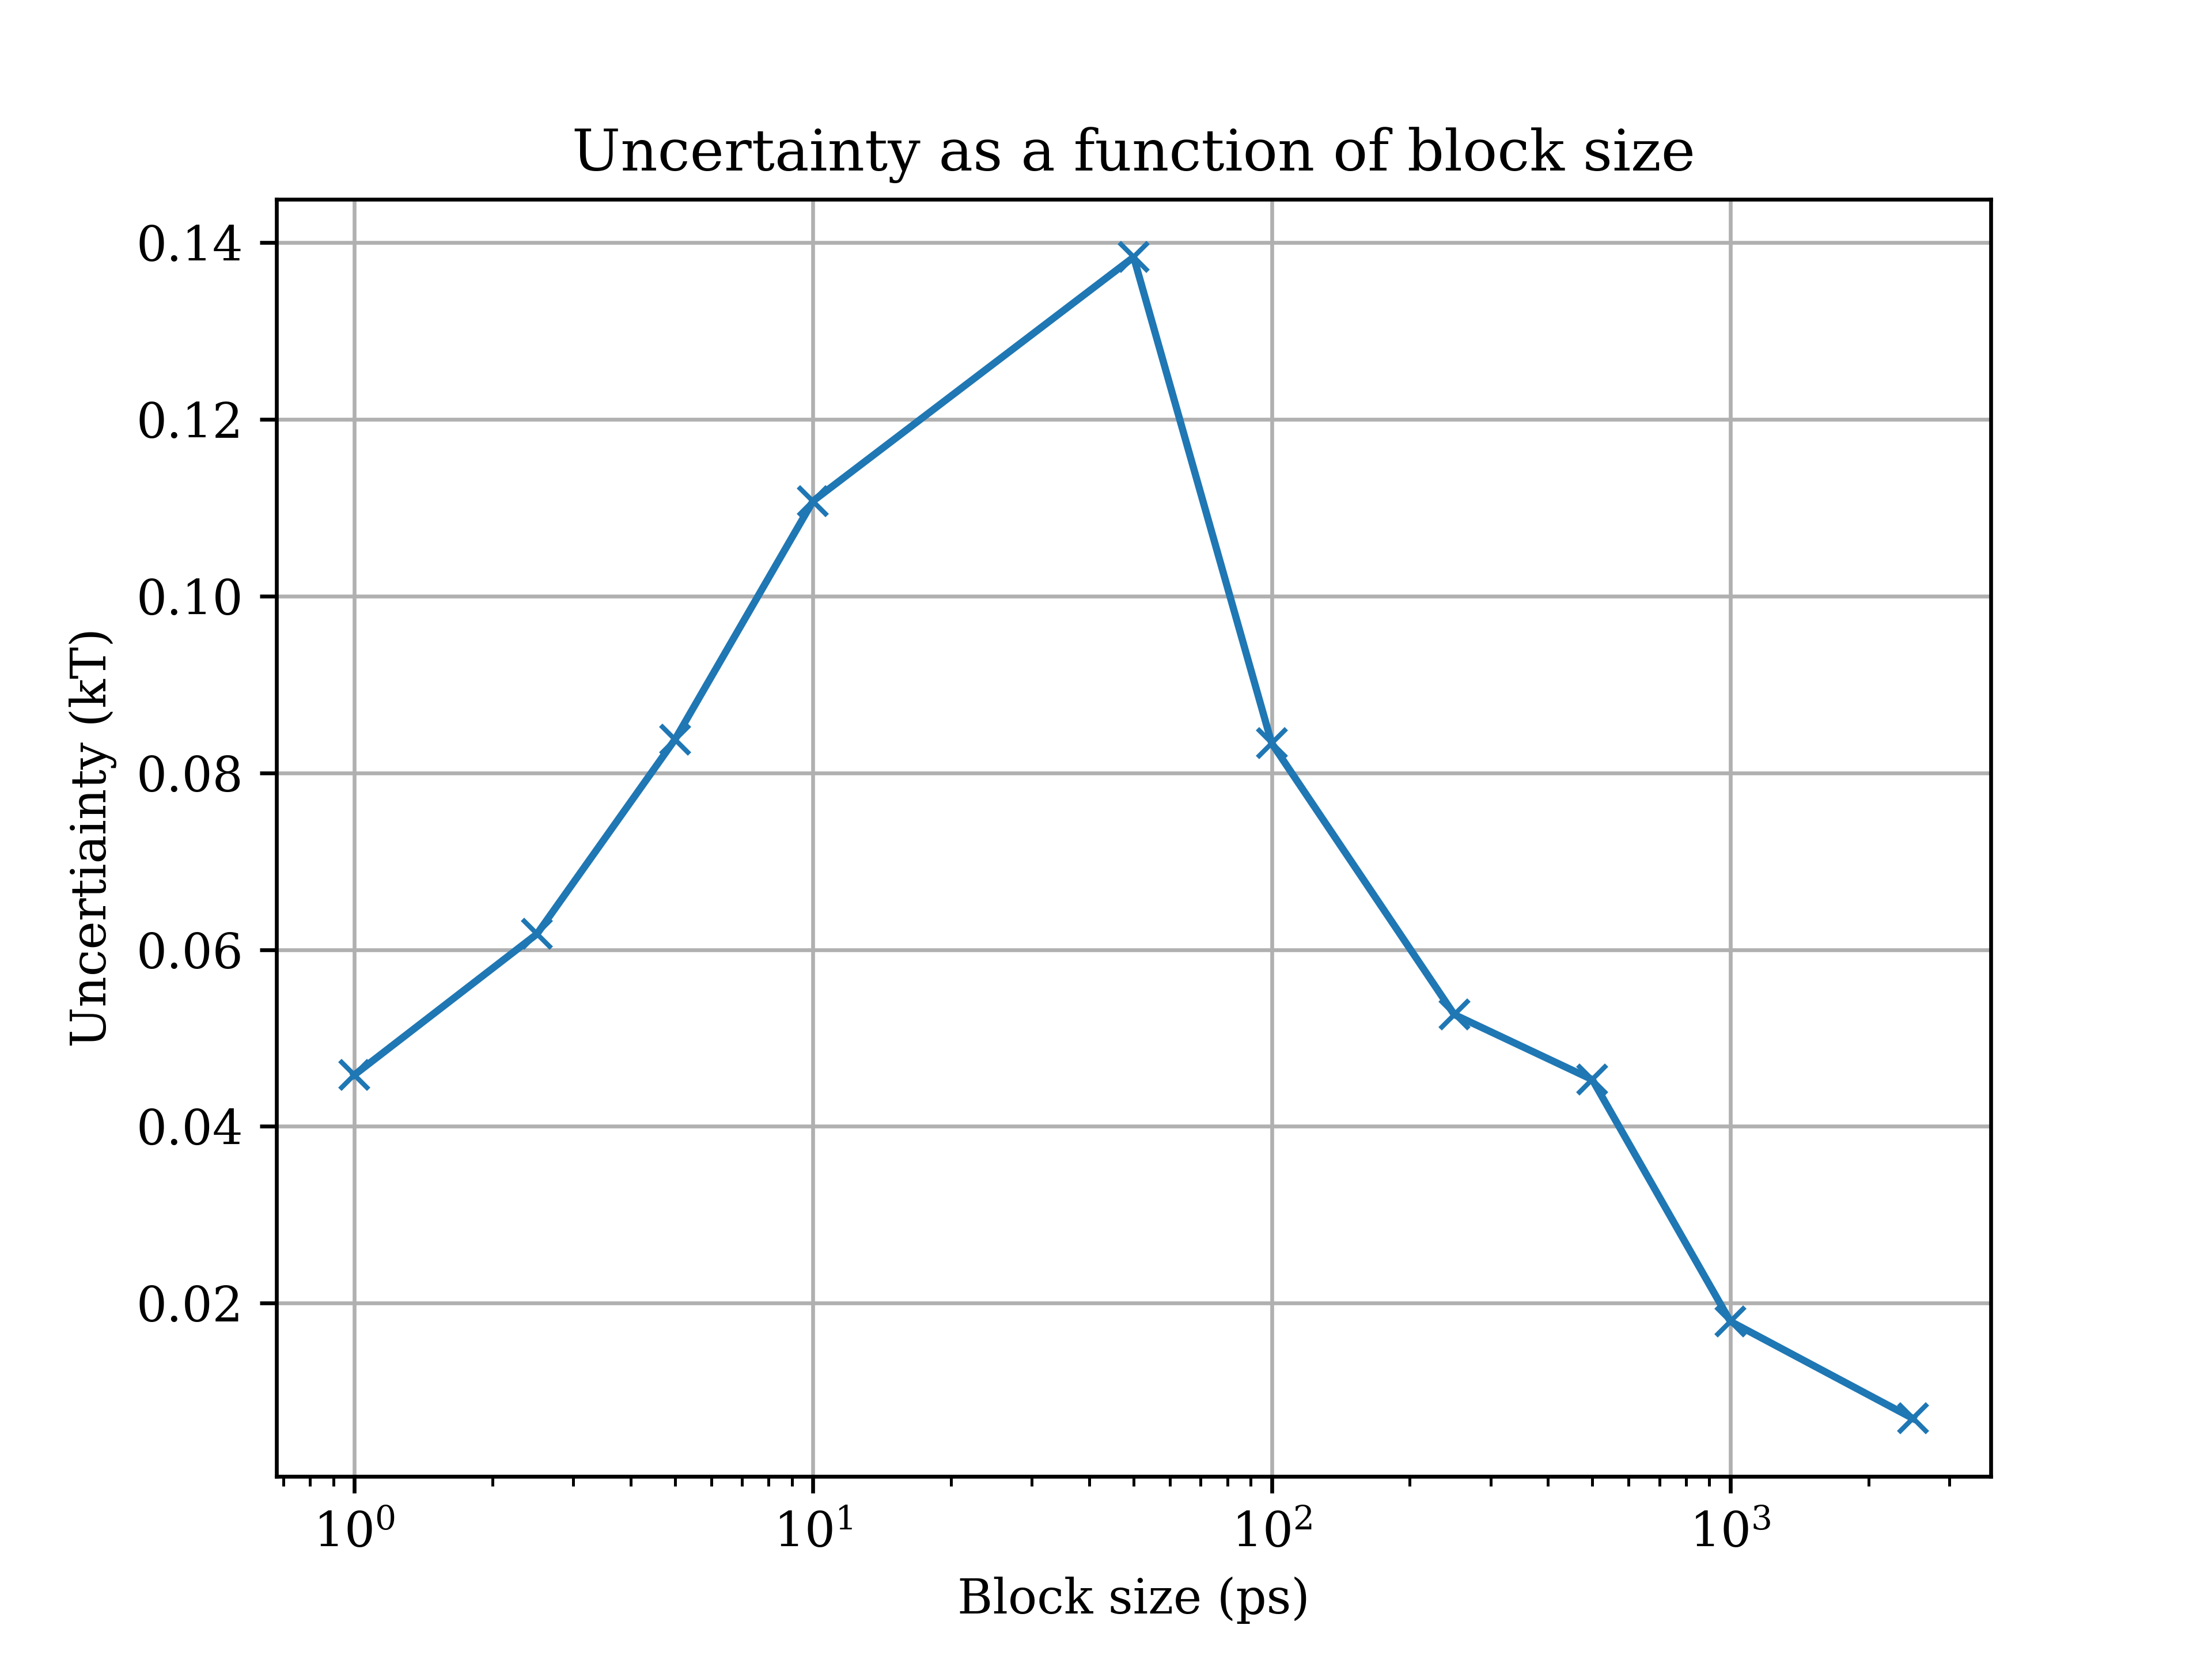 Uncertainty as a function of block size
0.14
0.12
0.10
0.08
0.06
0.04
0.02
Uncertiainty (kT)
10⁰ 10¹ 10² 10³
Block size (ps)